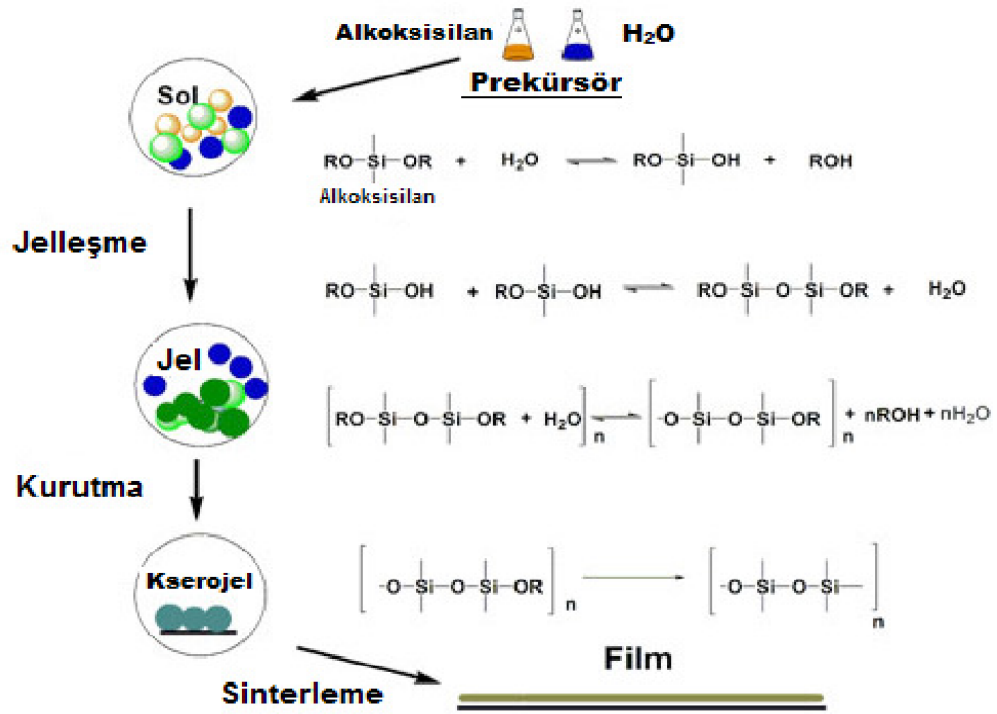 Alkoksisilan H₂O
Prekürsör
Sol
RO-Si-OR + H₂O ⇌ RO-Si-OH + ROH
Alkoksisilan
Jelleşme
RO-Si-OH + RO-Si-OH ⇌ RO-Si-O-Si-OR + H₂O
Jel
[RO-Si-O-Si-OR + H₂O]n ⇌ [-O-Si-O-Si-OR]n + nROH + nH₂O
Kurutma
Kserojel
[-O-Si-O-Si-OR]n → [-O-Si-O-Si-]n
Film
Sinterleme